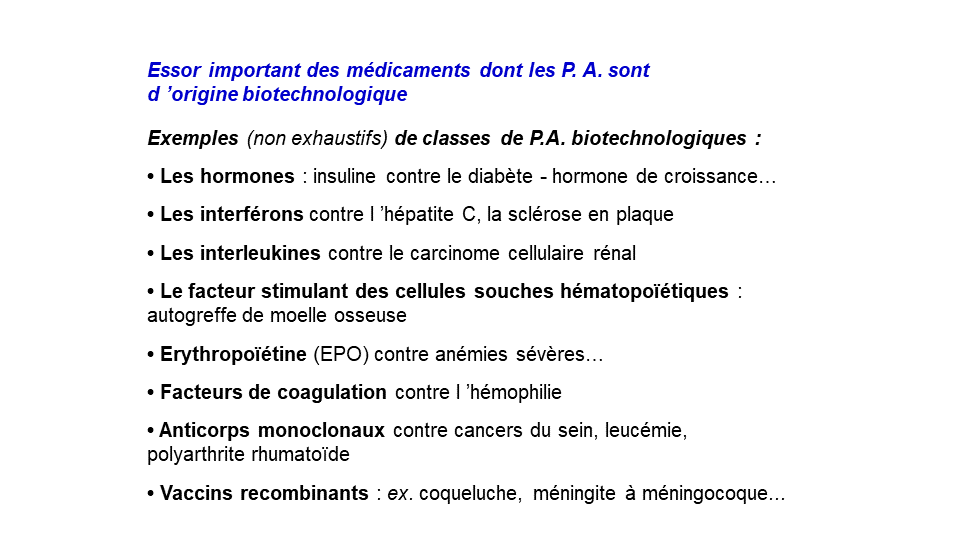 Essor important des médicaments dont les P. A. sont
d ’origine biotechnologique
Exemples (non exhaustifs) de classes de P.A. biotechnologiques :
• Les hormones : insuline contre le diabète - hormone de croissance…
• Les interférons contre l ’hépatite C, la sclérose en plaque
• Les interleukines contre le carcinome cellulaire rénal
• Le facteur stimulant des cellules souches hématopoïétiques :
autogreffe de moelle osseuse
• Erythropoïétine (EPO) contre anémies sévères…
• Facteurs de coagulation contre l ’hémophilie
• Anticorps monoclonaux contre cancers du sein, leucémie,
polyarthrite rhumatoïde
• Vaccins recombinants : ex. coqueluche, méningite à méningocoque…